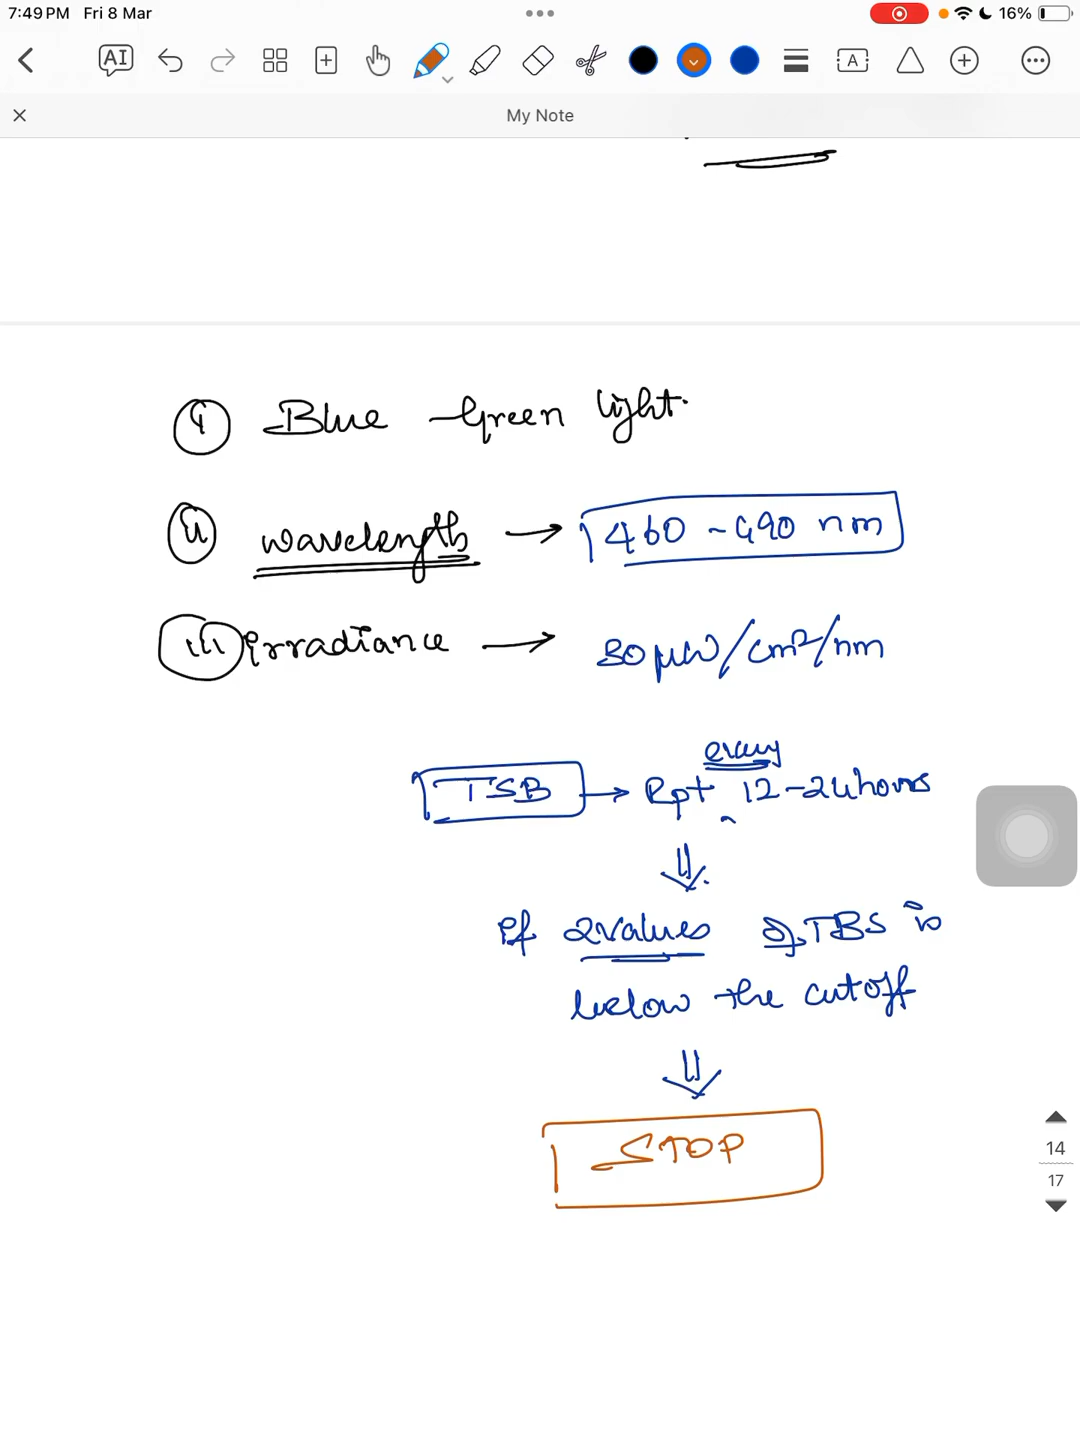 7:49 PM Fri 8 Mar 16%
AI A
My Note
i Blue - Green light.
ii wavelength → 460 - 490 nm
iii irradiance → 30 μW/cm²/nm
every
TSB → Rpt 12-24 hours
⇓
if 2 values of TBS is
below the cutoff
⇓
STOP
14
17